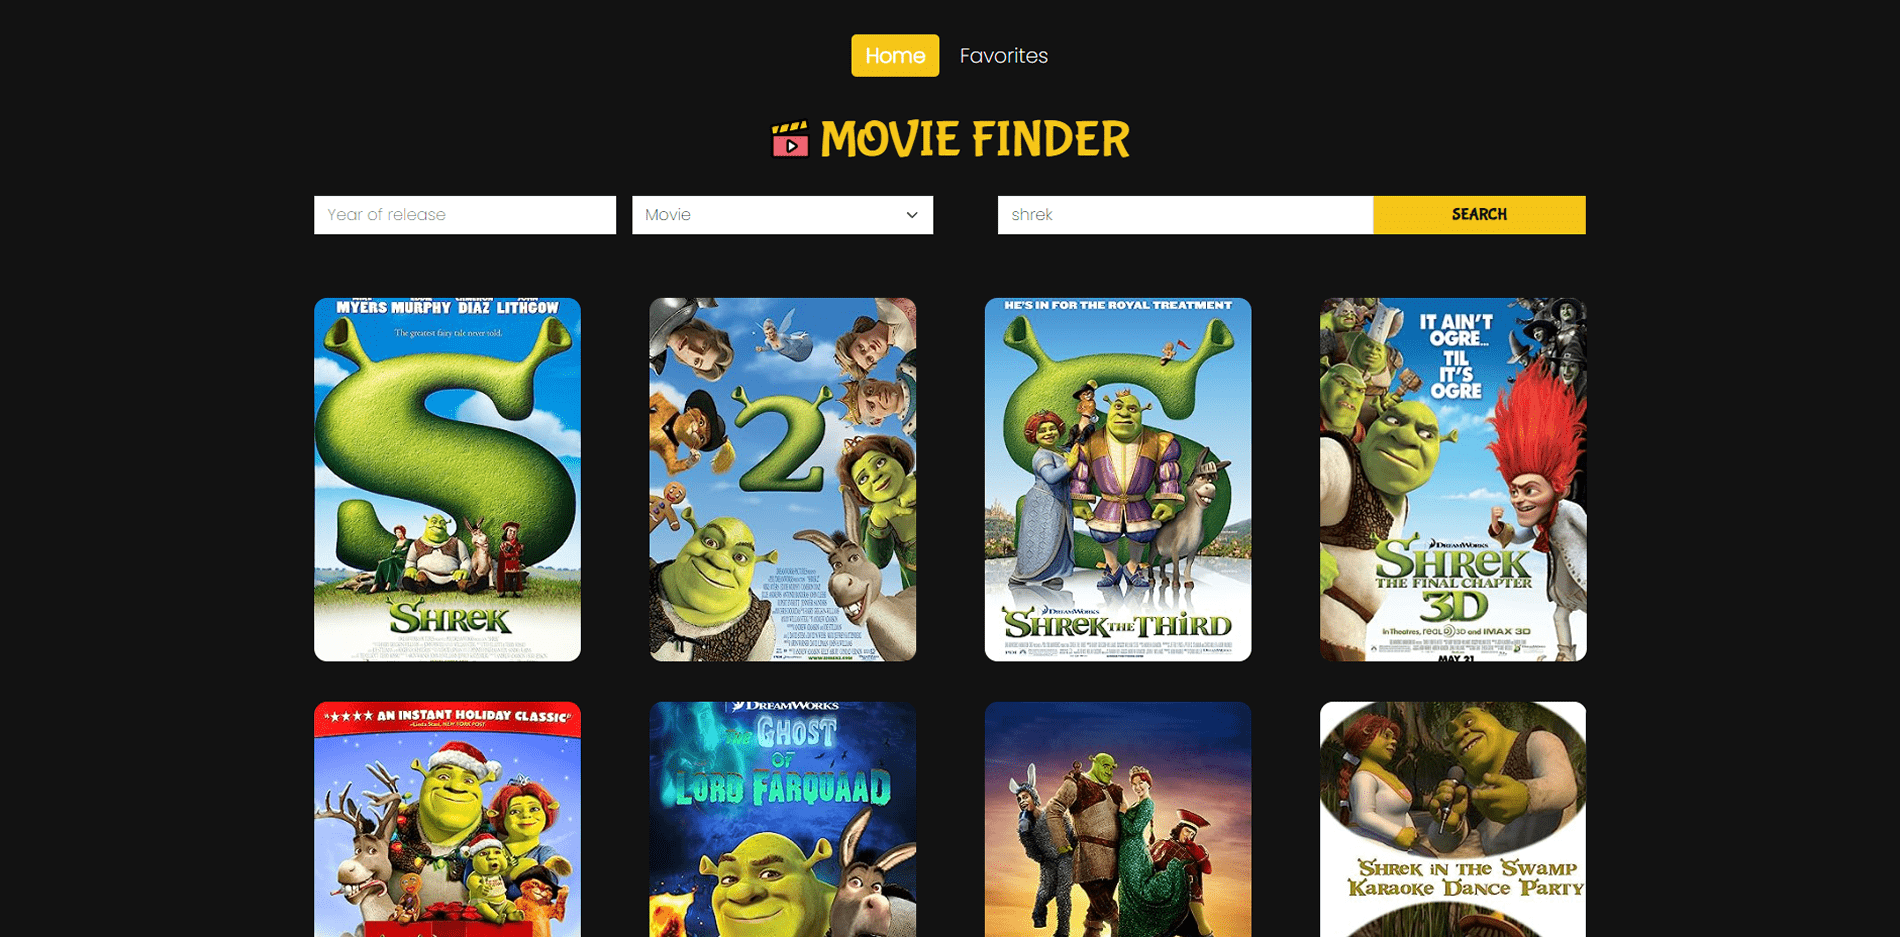 Home Favorites
MOVIE FINDER
Year of release
Movie
shrek
SEARCH
MYERS MURPHY DIAZ LITHGOW
The greatest fairy tale never told.
SHREK
2
HE'S IN FOR THE ROYAL TREATMENT
DREAMWORKS
SHREK THE THIRD
IT AIN'T
OGRE...
TIL
IT'S
OGRE
DREAMWORKS
SHREK
THE FINAL CHAPTER
3D
In Theatres, REAL D 3D and IMAX 3D
MAY 21
"★★★★ AN INSTANT HOLIDAY CLASSIC"
DREAMWORKS
THE GHOST
OF
LORD FARQUAAD
SHREK IN THE SWAMP
KARAOKE DANCE PARTY